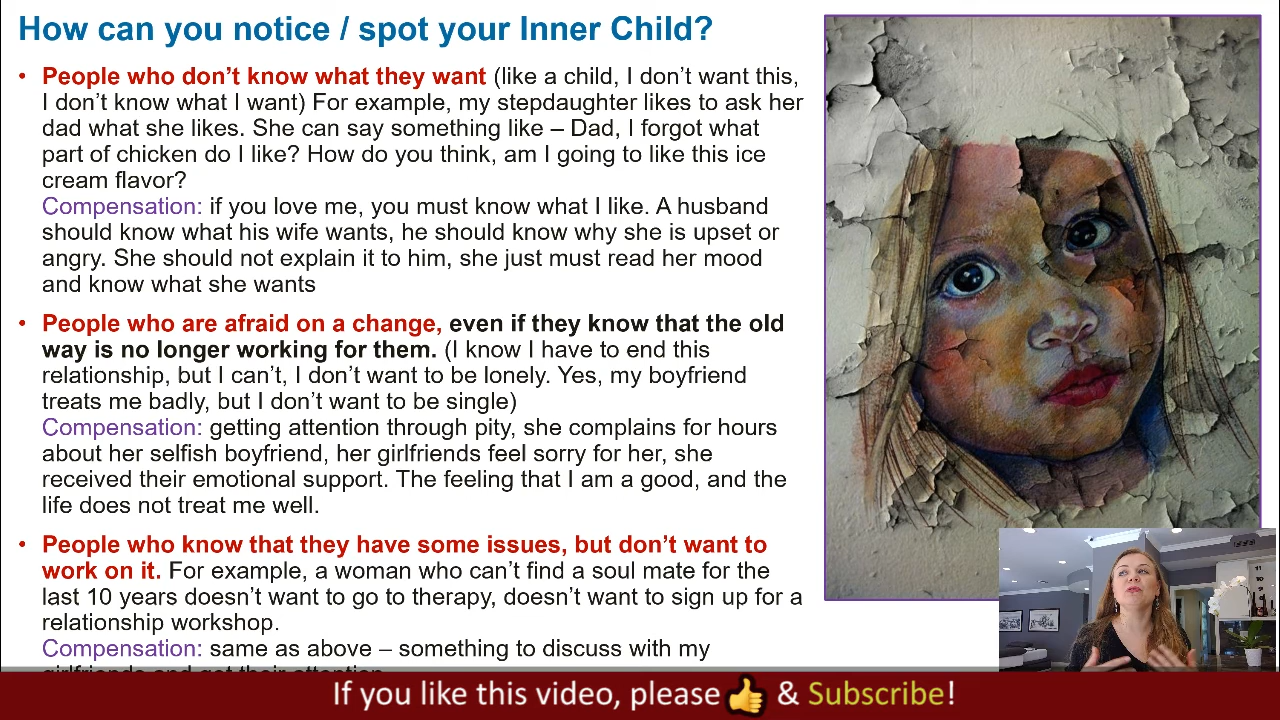 How can you notice / spot your Inner Child?
• People who don’t know what they want (like a child, I don’t want this,
I don’t know what I want) For example, my stepdaughter likes to ask her
dad what she likes. She can say something like – Dad, I forgot what
part of chicken do I like? How do you think, am I going to like this ice
cream flavor?
Compensation: if you love me, you must know what I like. A husband
should know what his wife wants, he should know why she is upset or
angry. She should not explain it to him, she just must read her mood
and know what she wants
• People who are afraid on a change, even if they know that the old
way is no longer working for them. (I know I have to end this
relationship, but I can’t, I don’t want to be lonely. Yes, my boyfriend
treats me badly, but I don’t want to be single)
Compensation: getting attention through pity, she complains for hours
about her selfish boyfriend, her girlfriends feel sorry for her, she
received their emotional support. The feeling that I am a good, and the
life does not treat me well.
• People who know that they have some issues, but don’t want to
work on it. For example, a woman who can’t find a soul mate for the
last 10 years doesn’t want to go to therapy, doesn’t want to sign up for a
relationship workshop.
Compensation: same as above – something to discuss with my
girlfriends and get their attention
If you like this video, please 👍 & Subscribe!